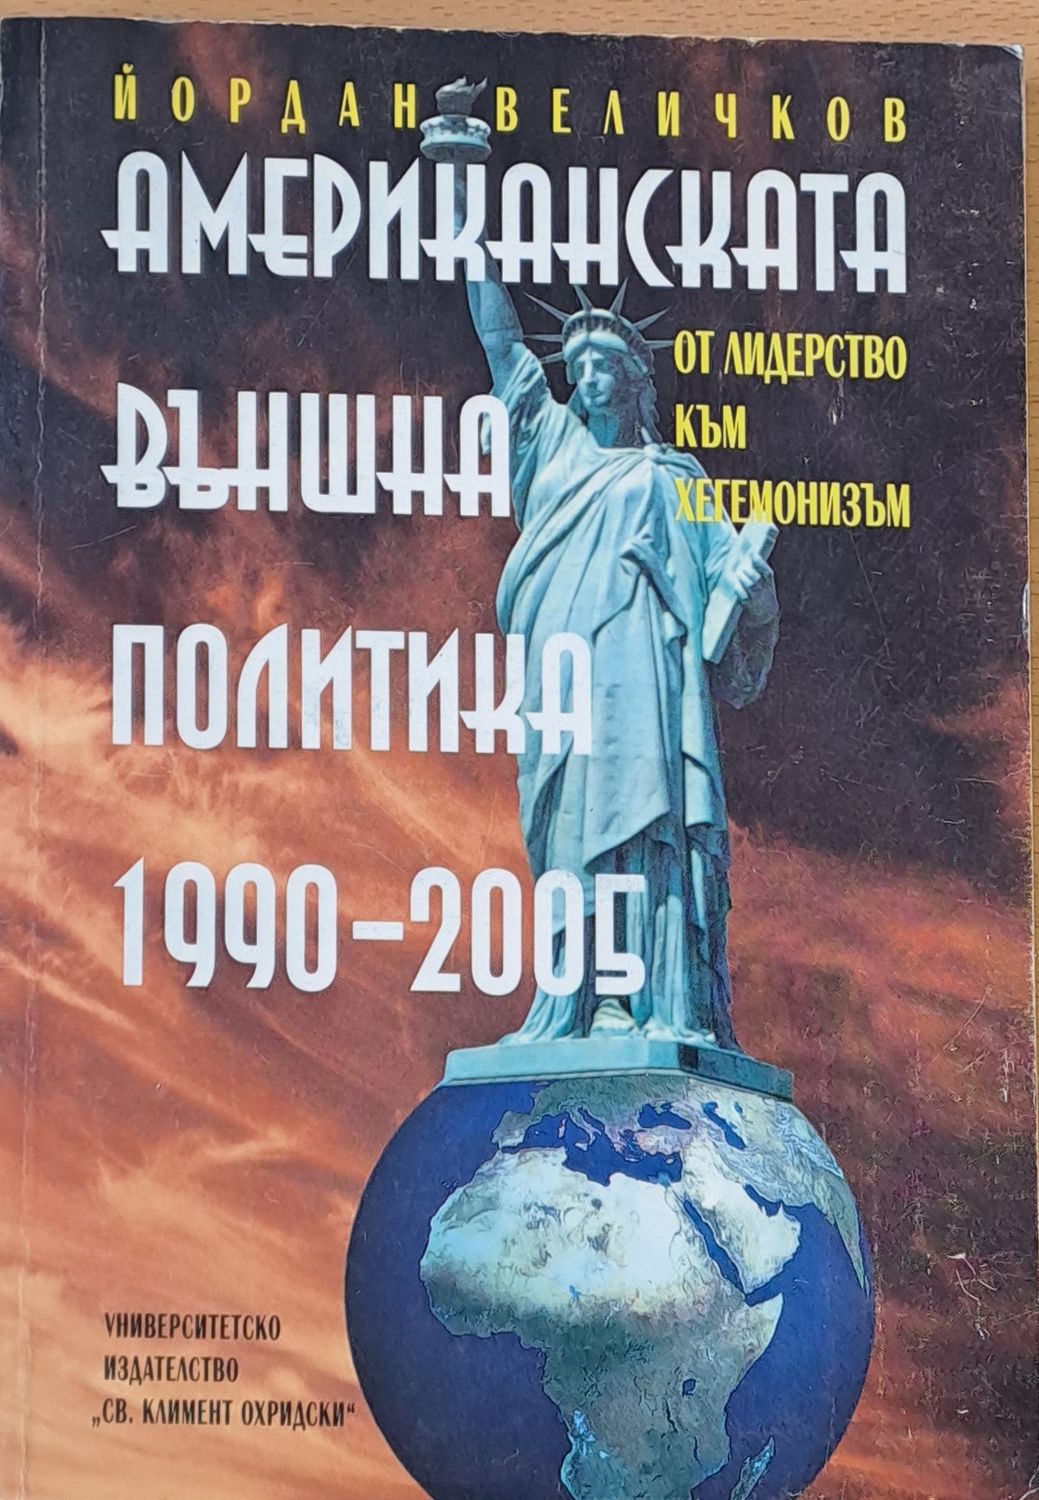 ЙОРДАН ВЕЛИЧКОВ
АМЕРИКАНСКАТА
ВЪНШНА
ПОЛИТИКА
1990-2005
ОТ ЛИДЕРСТВО
КЪМ
ХЕГЕМОНИЗЪМ
УНИВЕРСИТЕТСКО
ИЗДАТЕЛСТВО
„СВ. КЛИМЕНТ ОХРИДСКИ“